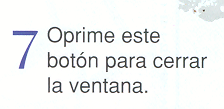 7 Oprime este
botón para cerrar
la ventana.